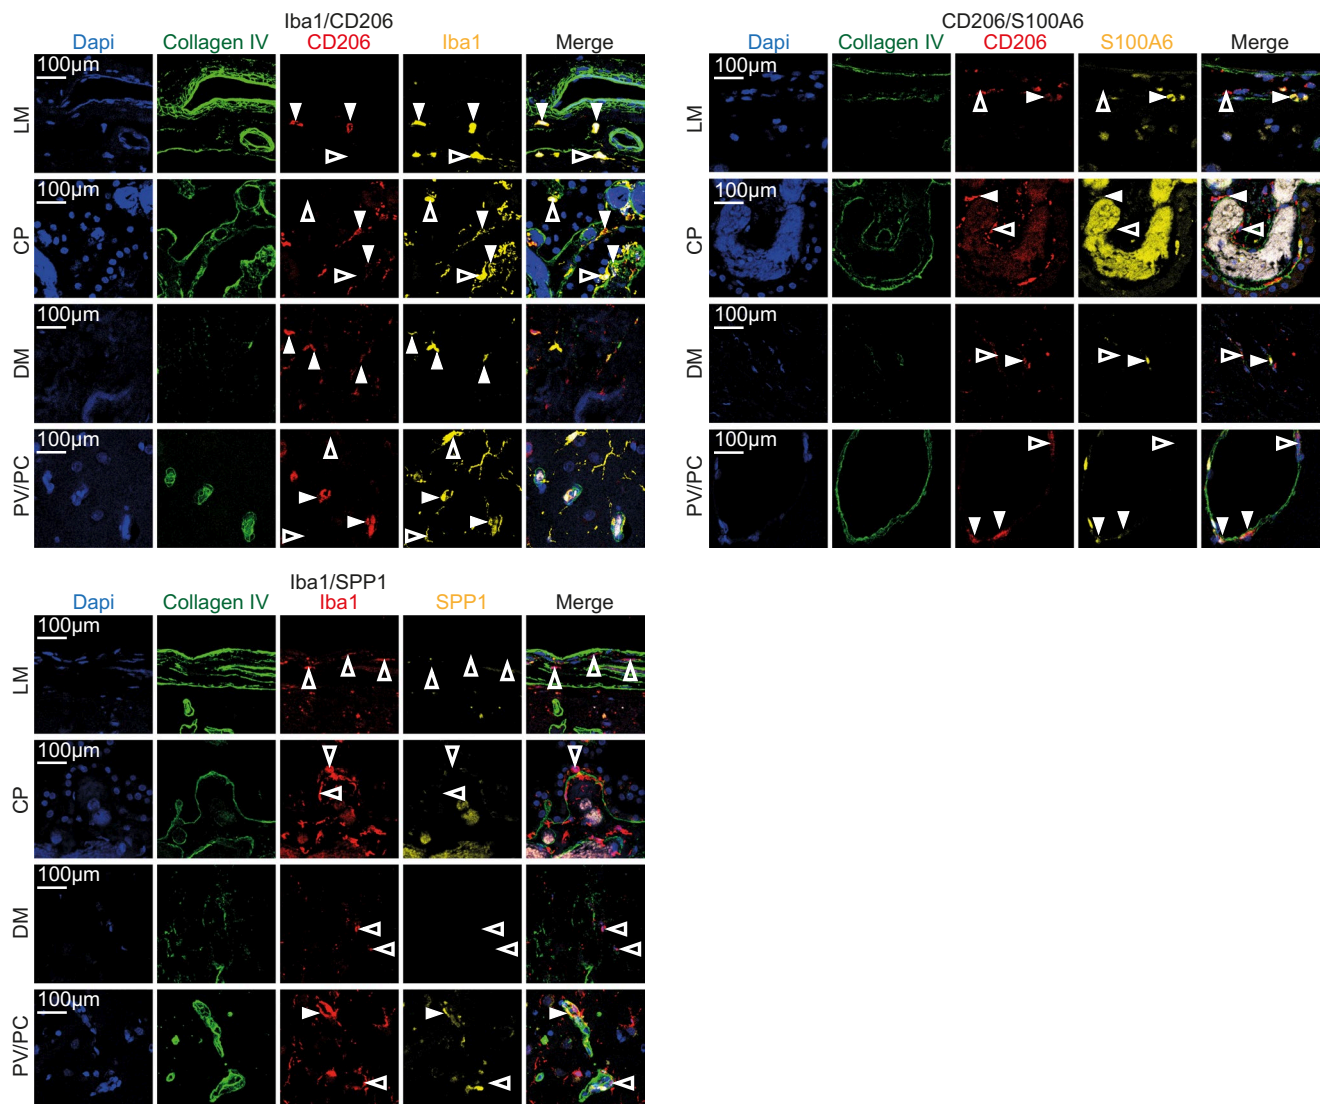 Iba1/CD206
Dapi Collagen IV CD206 Iba1 Merge
LM 100µm
CP 100µm
DM 100µm
PV/PC 100µm
CD206/S100A6
Dapi Collagen IV CD206 S100A6 Merge
LM 100µm
CP 100µm
DM 100µm
PV/PC 100µm
Iba1/SPP1
Dapi Collagen IV Iba1 SPP1 Merge
LM 100µm
CP 100µm
DM 100µm
PV/PC 100µm